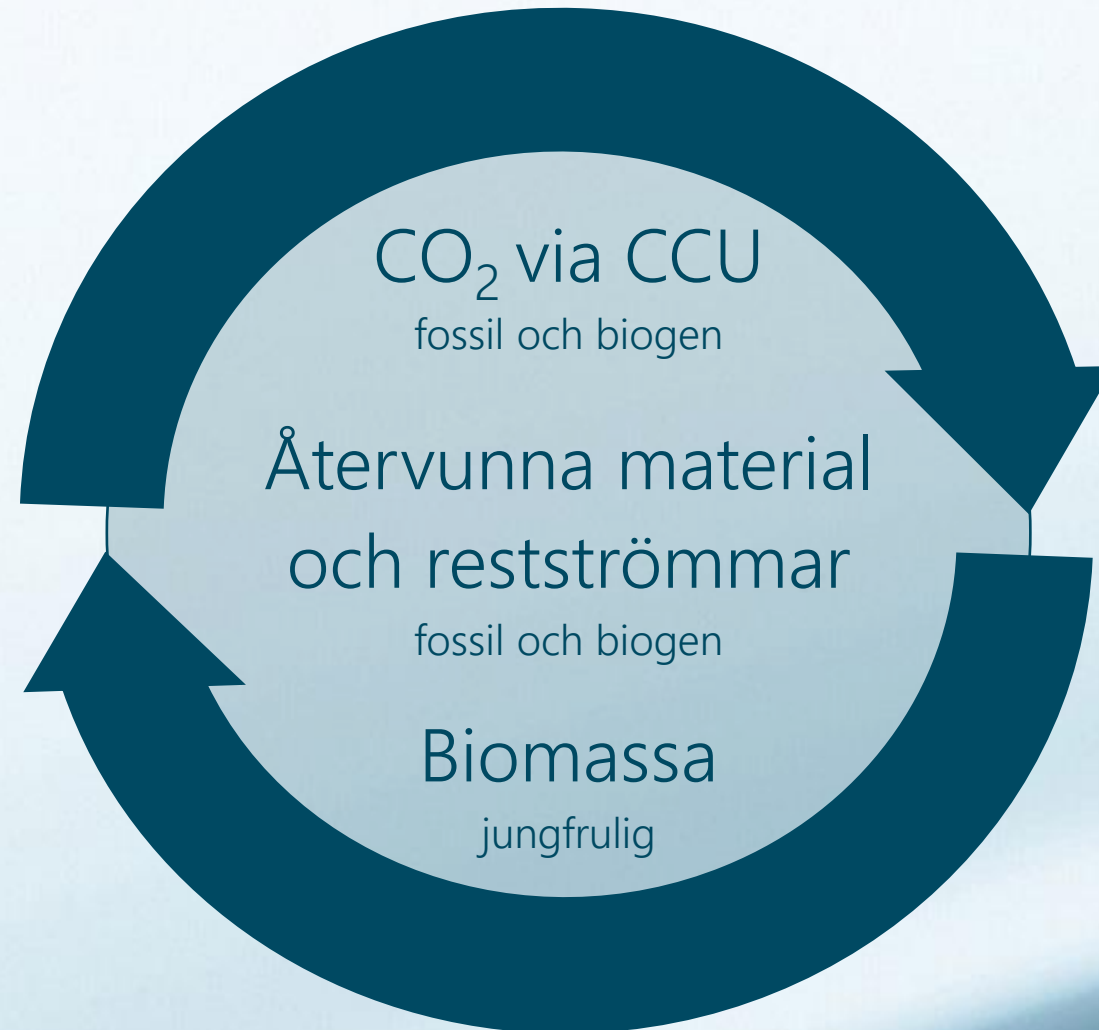 CO₂ via CCU
fossil och biogen
Återvunna material
och restströmmar
fossil och biogen
Biomassa
jungfrulig